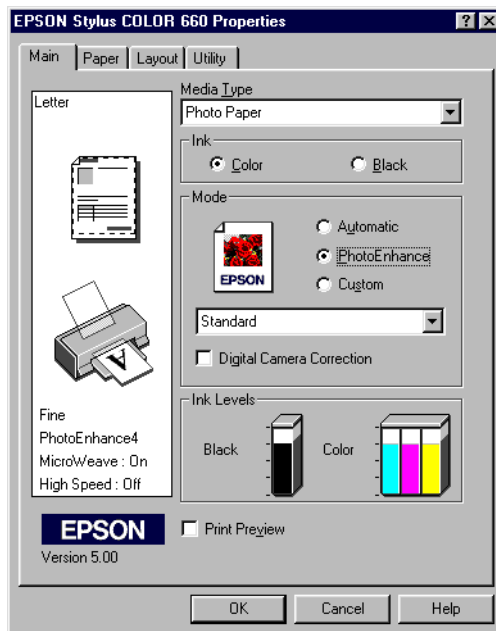 EPSON Stylus COLOR 660 Properties
Main Paper Layout Utility
Letter
Fine
PhotoEnhance4
MicroWeave : On
High Speed : Off
EPSON
Version 5.00
Media Type
Photo Paper
Ink
Color Black
Mode
EPSON
Automatic
PhotoEnhance
Custom
Standard
Digital Camera Correction
Ink Levels
Black Color
Print Preview
OK Cancel Help